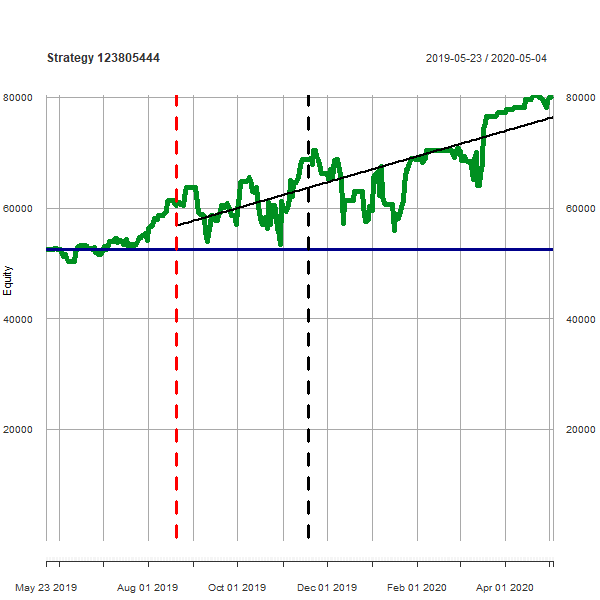 Strategy 123805444 2019-05-23 / 2020-05-04
80000 80000
60000 60000
Equity
40000 40000
20000 20000
May 23 2019 Aug 01 2019 Oct 01 2019 Dec 01 2019 Feb 01 2020 Apr 01 2020